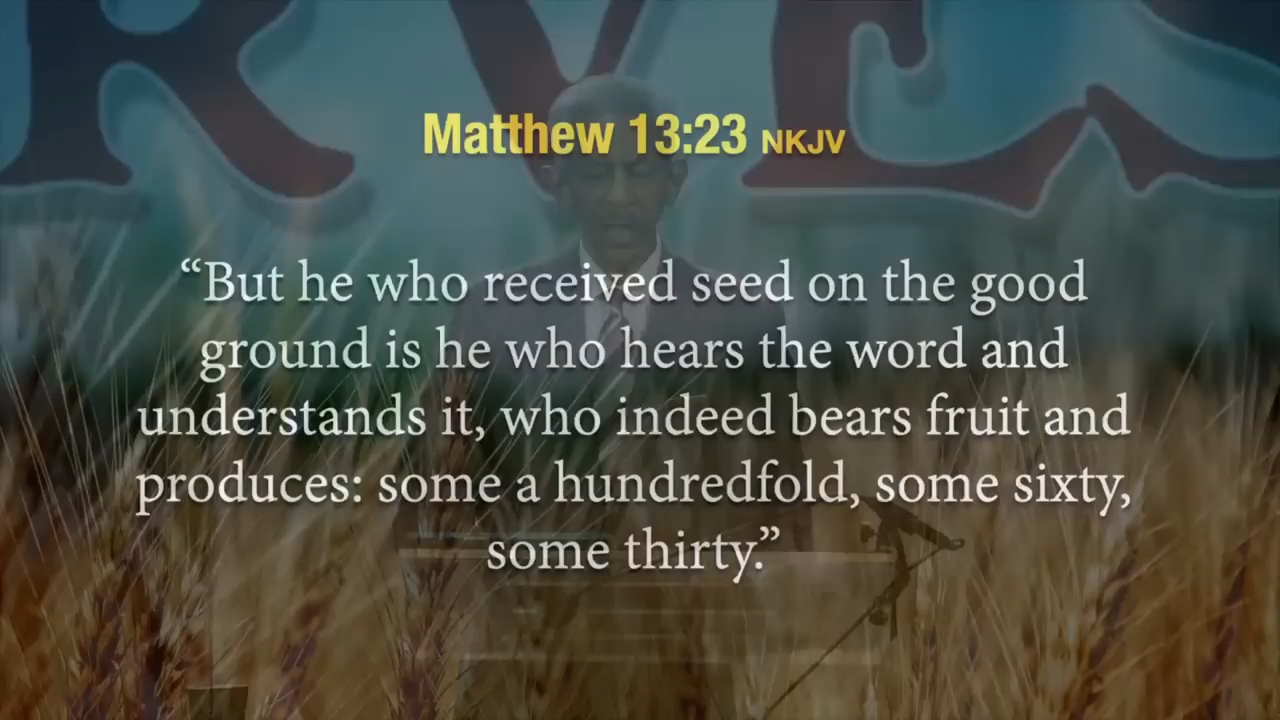 RVES
Matthew 13:23 NKJV
“But he who received seed on the good
ground is he who hears the word and
understands it, who indeed bears fruit and
produces: some a hundredfold, some sixty,
some thirty.”